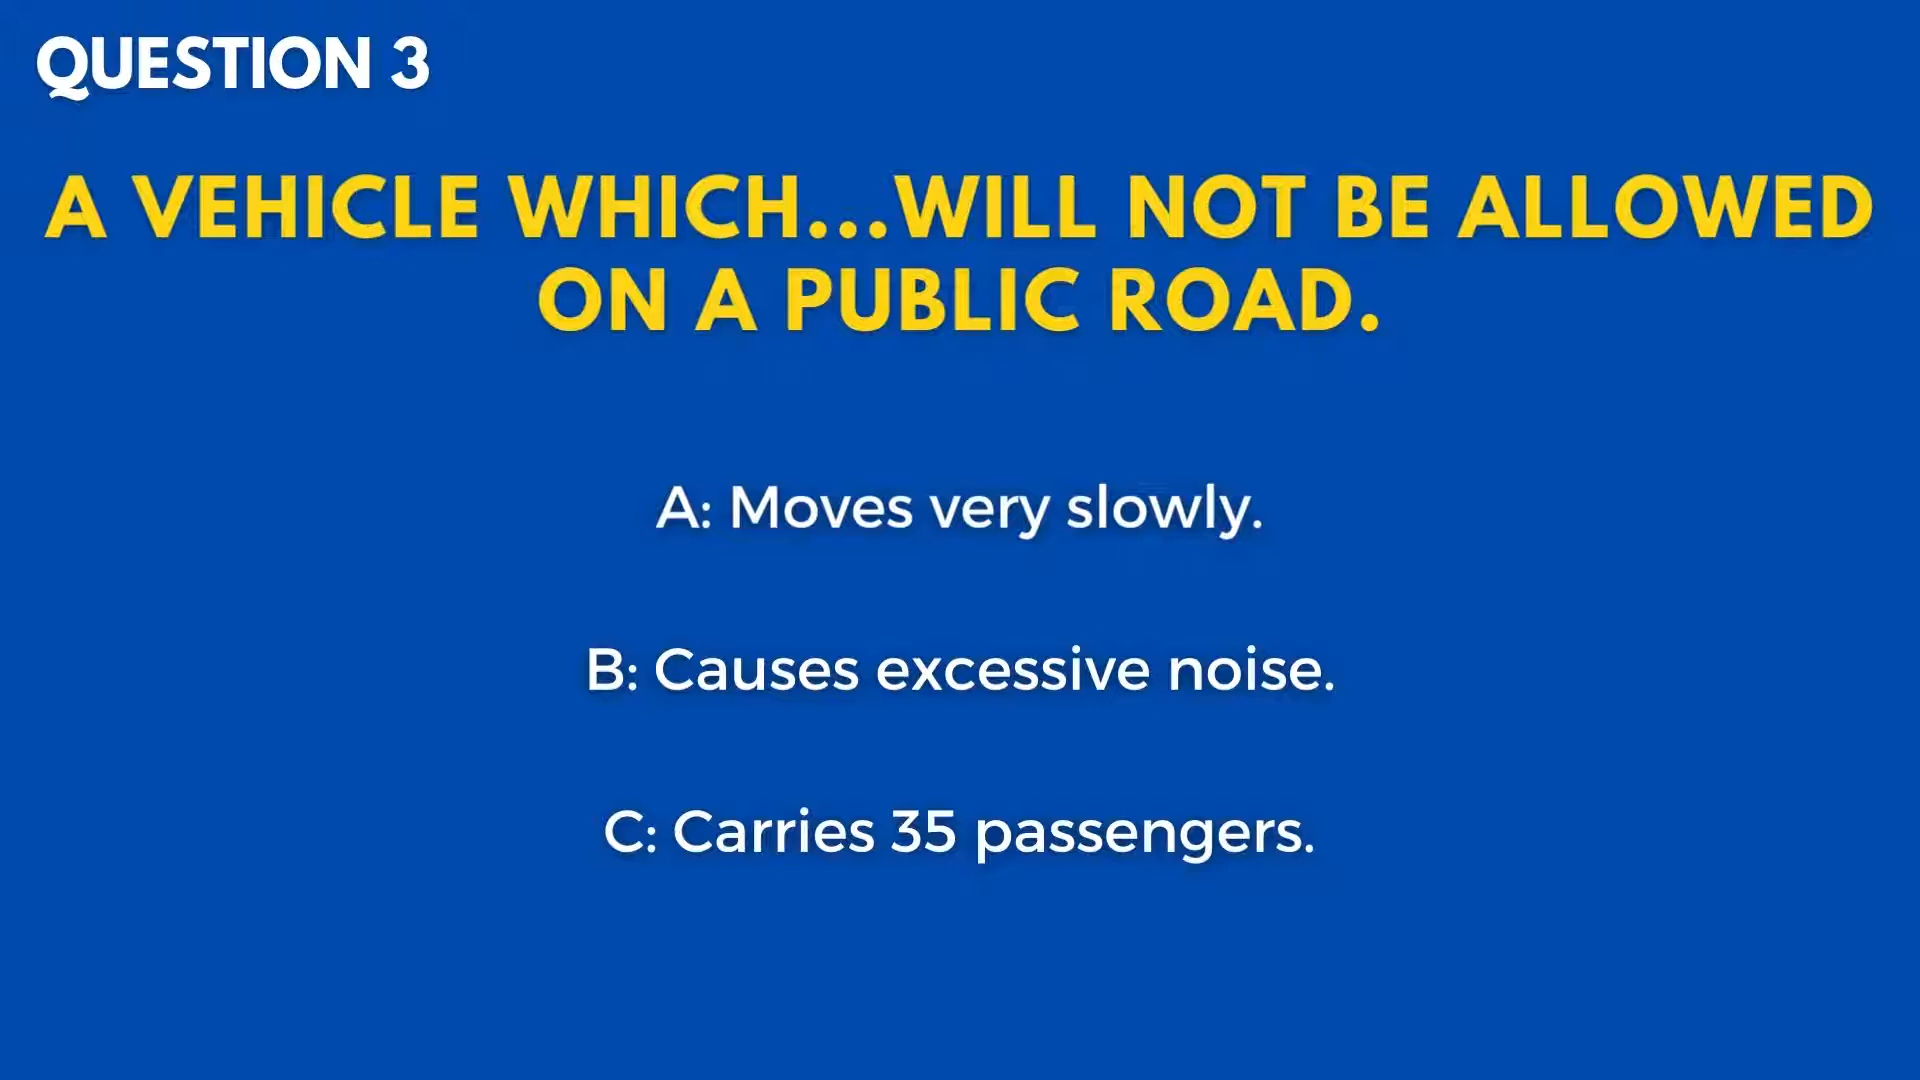 QUESTION 3
A VEHICLE WHICH...WILL NOT BE ALLOWED
ON A PUBLIC ROAD.
A: Moves very slowly.
B: Causes excessive noise.
C: Carries 35 passengers.